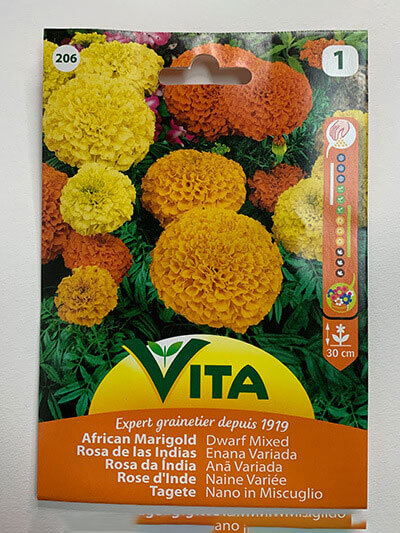 206
1
30 cm
VITA
Expert grainetier depuis 1919
African Marigold Dwarf Mixed
Rosa de las Indias Enana Variada
Rosa da Índia Anã Variada
Rose d'Inde Naine Variée
Tagete Nano in Miscuglio